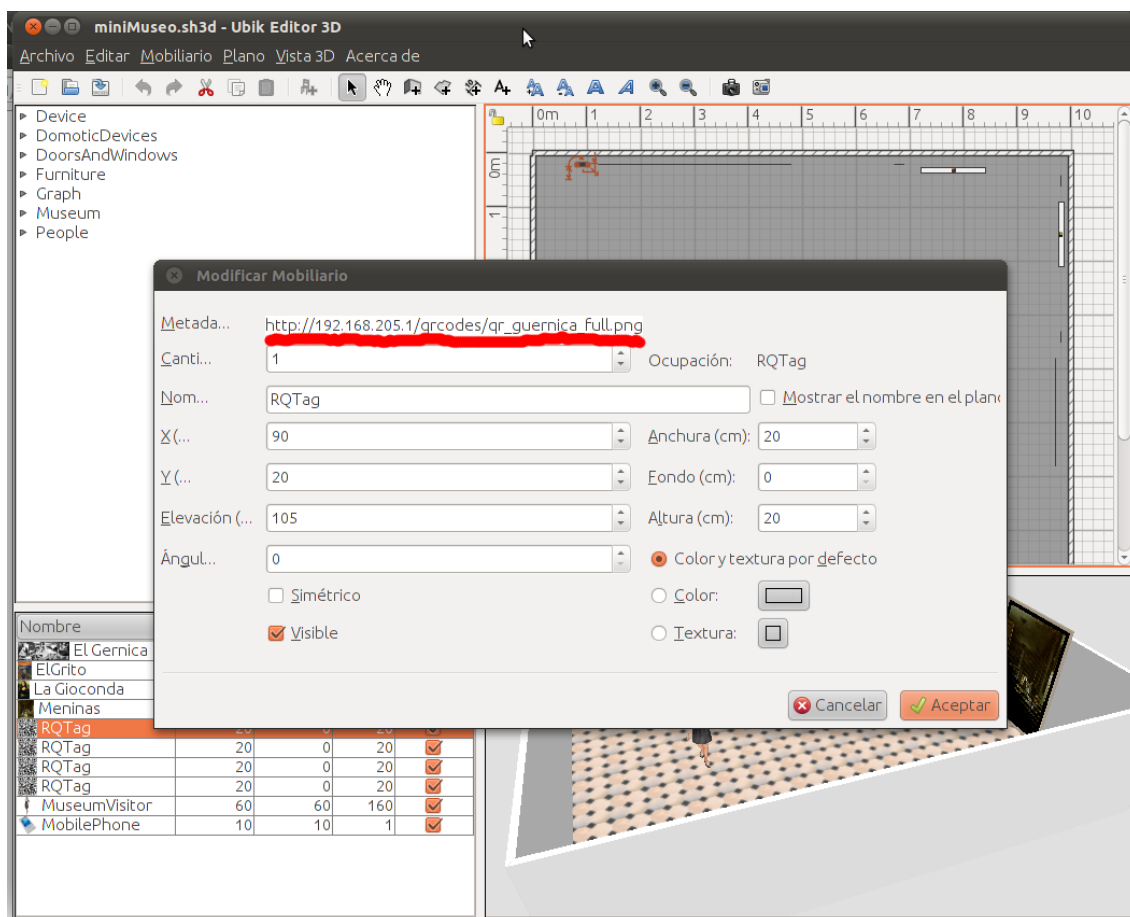 miniMuseo.sh3d - Ubik Editor 3D
Archivo Editar Mobiliario Plano Vista 3D Acerca de
Device
DomoticDevices
DoorsAndWindows
Furniture
Graph
Museum
People
0m 1 2 3 4 5 6 7 8 9 10
0m
1
Modificar Mobiliario
Metada... http://192.168.205.1/qrcodes/qr_guernica_full.png
Canti... 1 Ocupación: RQTag
Nom... RQTag Mostrar el nombre en el plano
X (... 90 Anchura (cm): 20
Y (... 20 Fondo (cm): 0
Elevación (... 105 Altura (cm): 20
Ángul... 0 Color y textura por defecto
Simétrico Color:
Visible Textura:
Cancelar Aceptar
Nombre
El Gernica
ElGrito
La Gioconda
Meninas
RQTag 20 0 20
RQTag 20 0 20
RQTag 20 0 20
RQTag 20 0 20
MuseumVisitor 60 60 160
MobilePhone 10 10 1